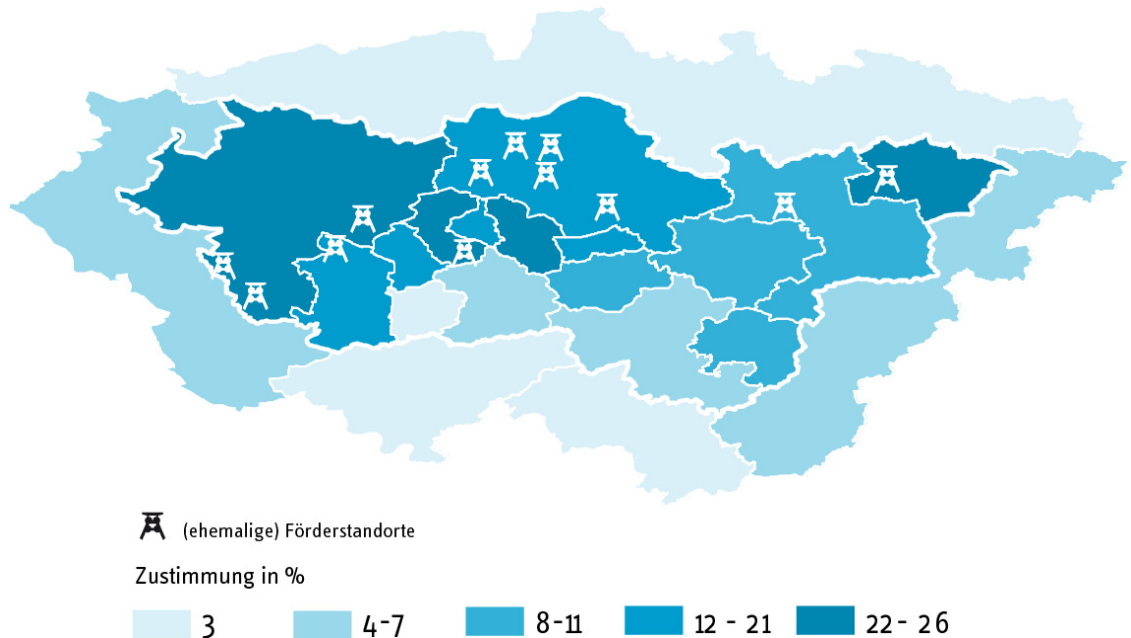 (ehemalige) Förderstandorte
Zustimmung in %
3 4-7 8-11 12 - 21 22 - 26